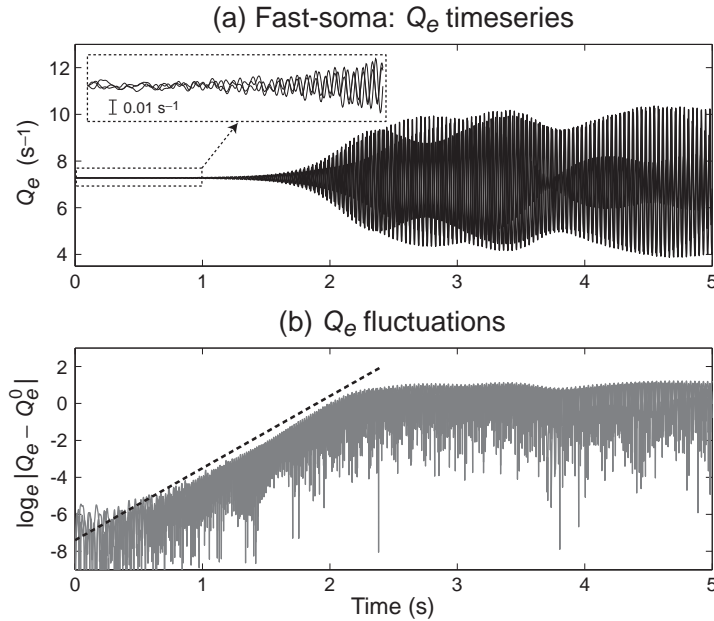 (a) Fast-soma: Qe timeseries
12
10
8
6
4
Qe (s⁻¹)
0.01 s⁻¹
0 1 2 3 4 5
(b) Qe fluctuations
2
0
-2
-4
-6
-8
logₑ |Qe − Qe⁰|
0 1 2 3 4 5
Time (s)